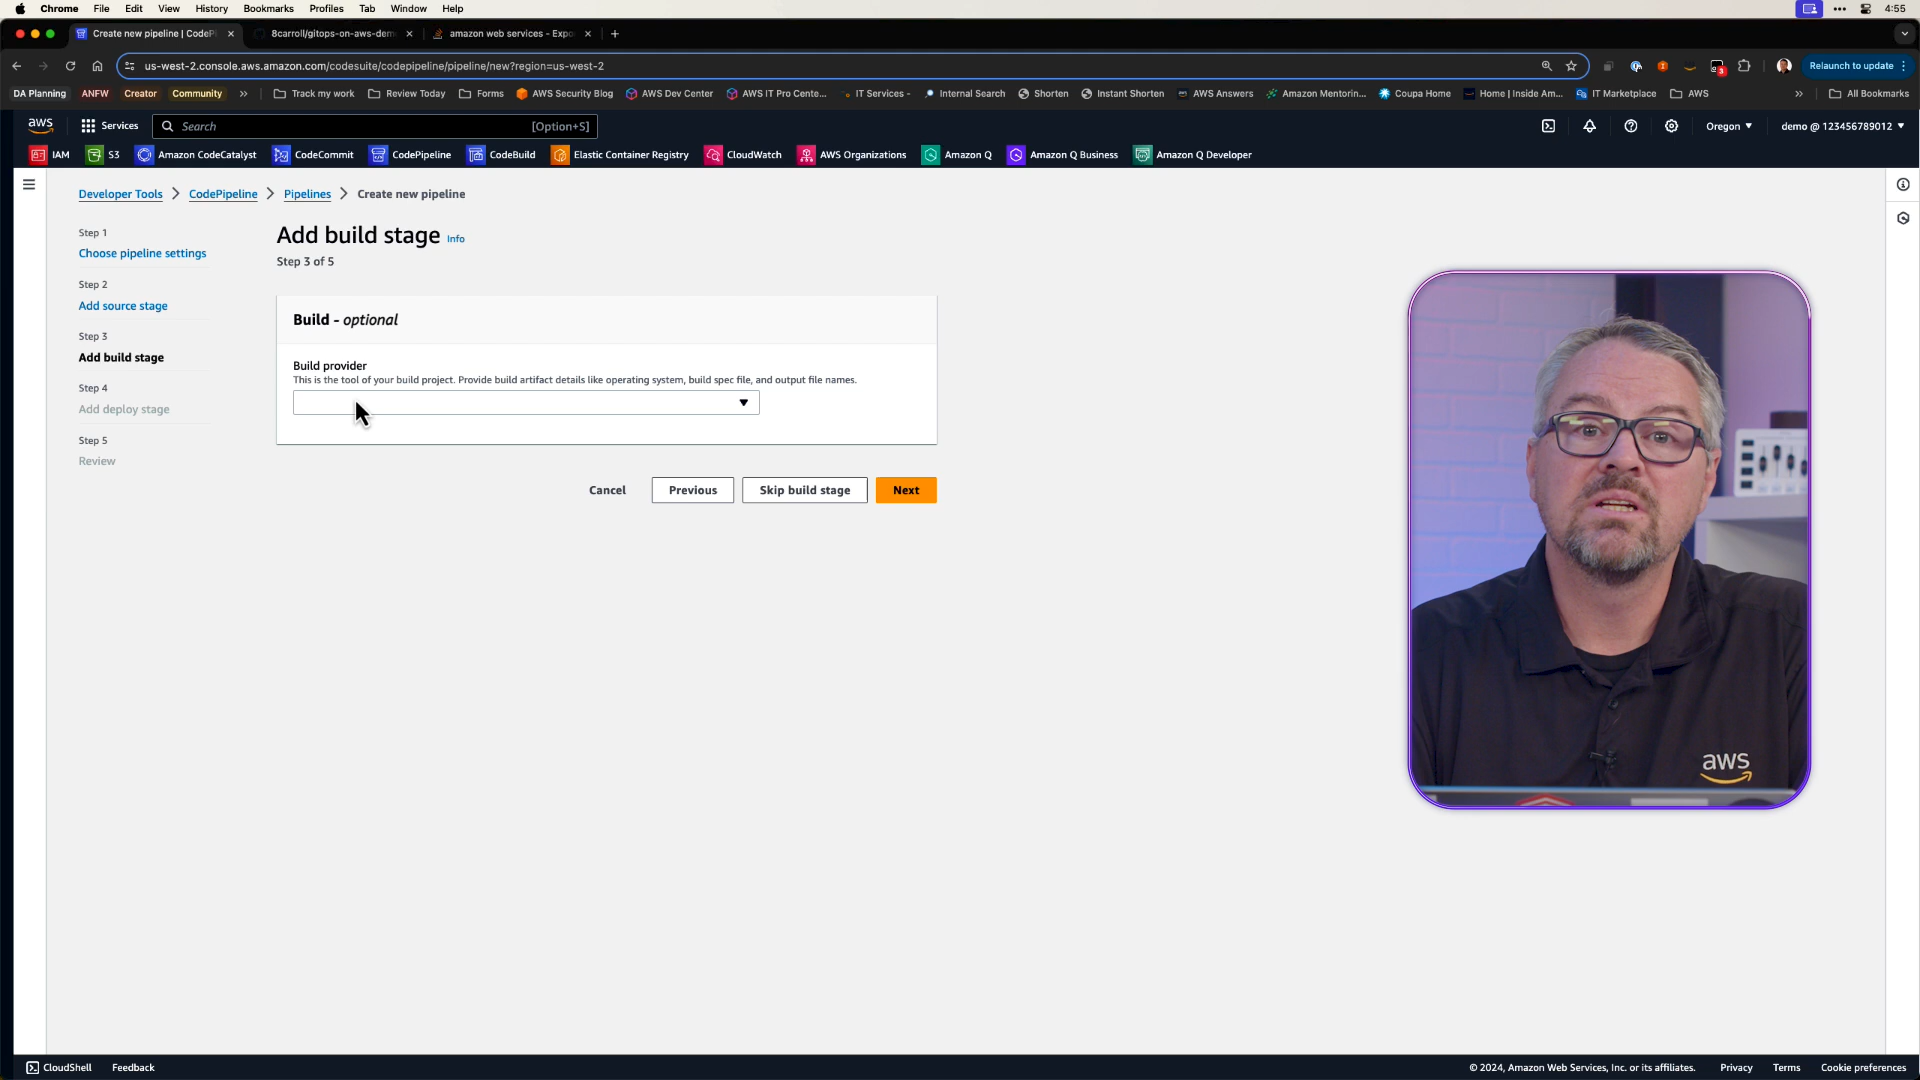 Chrome File Edit View History Bookmarks Profiles Tab Window Help 4:55
Create new pipeline | CodeP 8carroll/gitops-on-aws-dem amazon web services - Expo
us-west-2.console.aws.amazon.com/codesuite/codepipeline/pipeline/new?region=us-west-2 3 Relaunch to update
DA Planning ANFW Creator Community » Track my work Review Today Forms AWS Security Blog AWS Dev Center AWS IT Pro Cente... IT Services - Internal Search Shorten Instant Shorten AWS Answers Amazon Mentorin... Coupa Home Home | Inside Am... IT Marketplace AWS » All Bookmarks
aws Services Search [Option+S] Oregon demo @ 123456789012
IAM S3 Amazon CodeCatalyst CodeCommit CodePipeline CodeBuild Elastic Container Registry CloudWatch AWS Organizations Amazon Q Amazon Q Business Amazon Q Developer
Developer Tools > CodePipeline > Pipelines > Create new pipeline
Step 1
Choose pipeline settings
Step 2
Add source stage
Step 3
Add build stage
Step 4
Add deploy stage
Step 5
Review
Add build stage Info
Step 3 of 5
Build - optional
Build provider
This is the tool of your build project. Provide build artifact details like operating system, build spec file, and output file names.
Cancel Previous Skip build stage Next
aws
CloudShell Feedback © 2024, Amazon Web Services, Inc. or its affiliates. Privacy Terms Cookie preferences